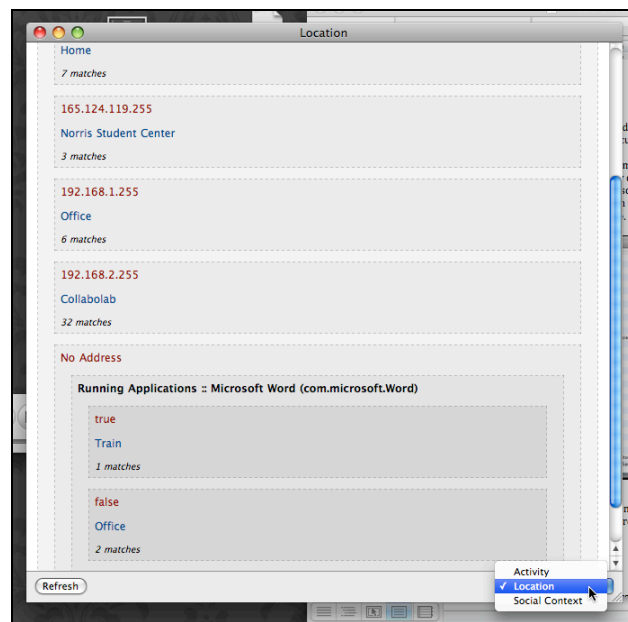 Location
Home
7 matches
165.124.119.255
Norris Student Center
3 matches
192.168.1.255
Office
6 matches
192.168.2.255
Collabolab
32 matches
No Address
Running Applications :: Microsoft Word (com.microsoft.Word)
true
Train
1 matches
false
Office
2 matches
Refresh
Activity
✓ Location
Social Context